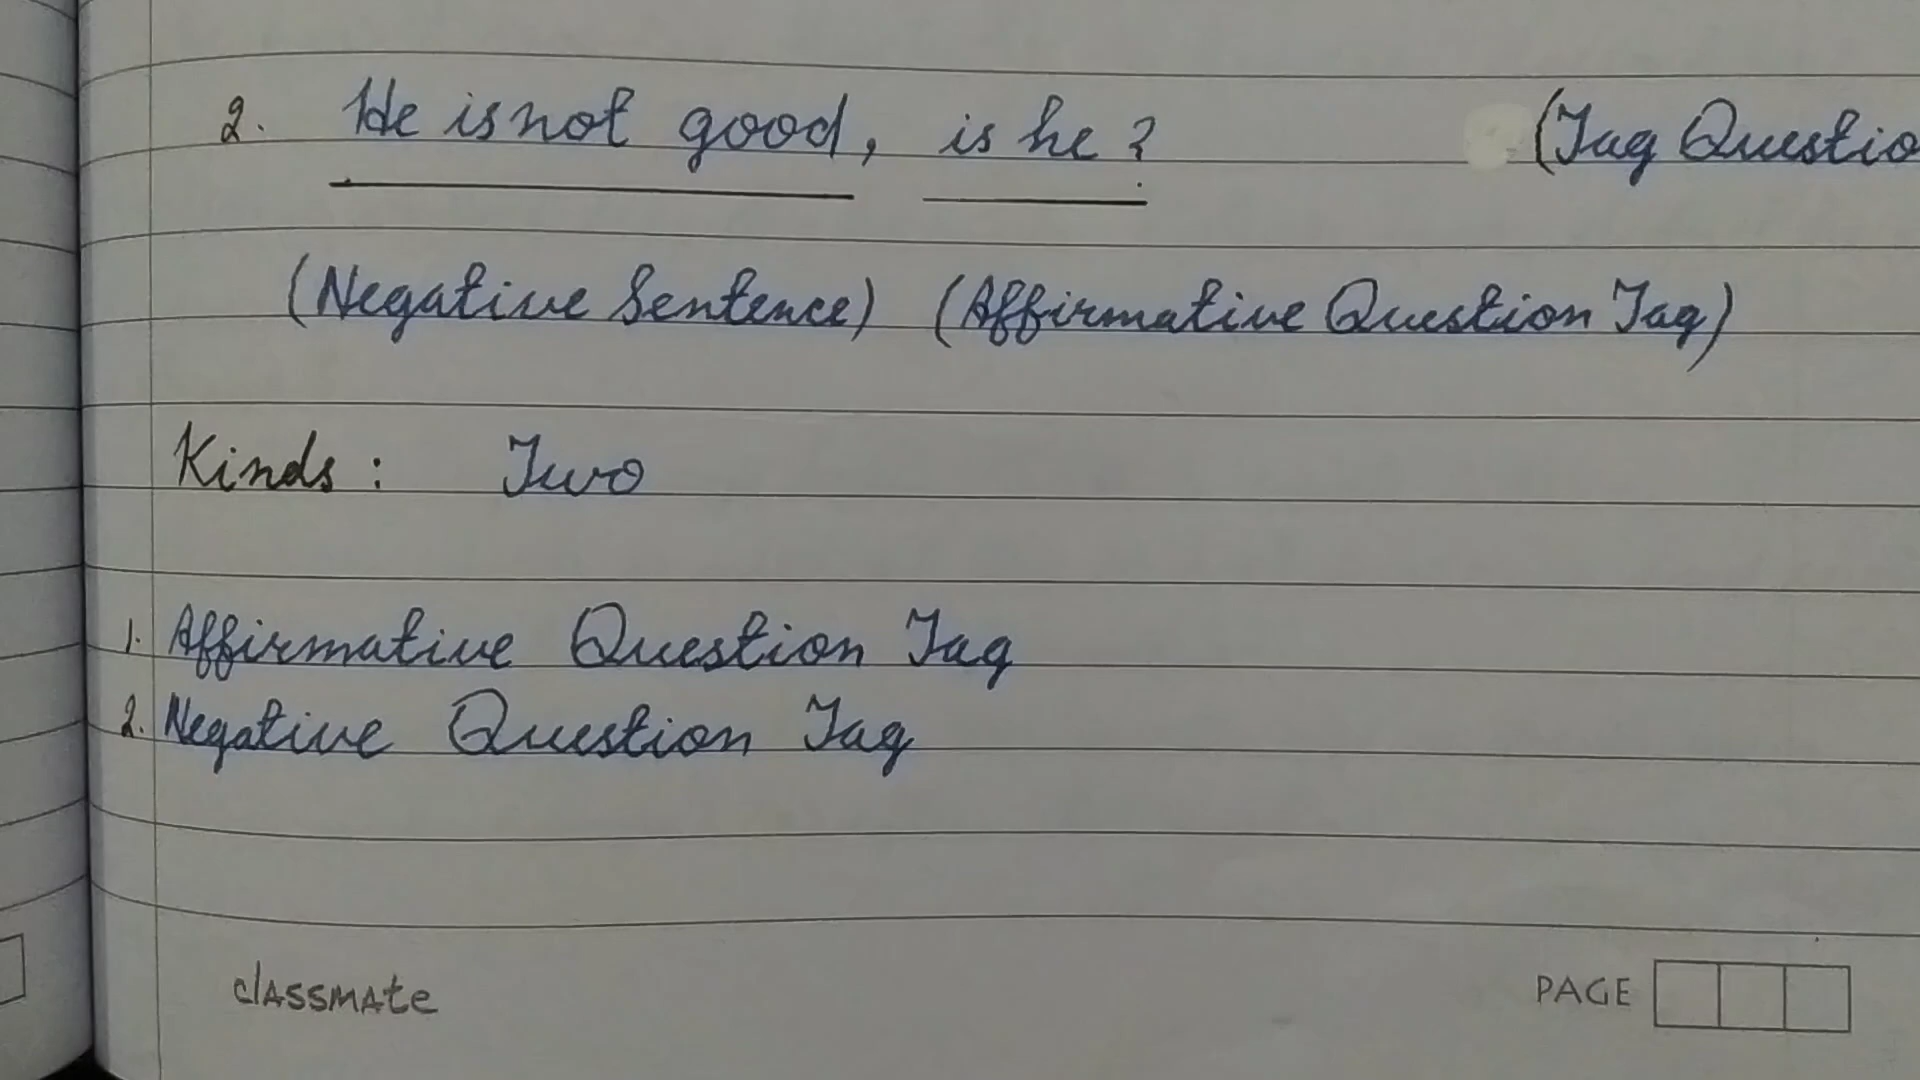 2. He is not good, is he? (Tag Questio
(Negative Sentence) (Affirmative Question Tag)
Kinds : Two
1. Affirmative Question Tag
2. Negative Question Tag
classmate
PAGE